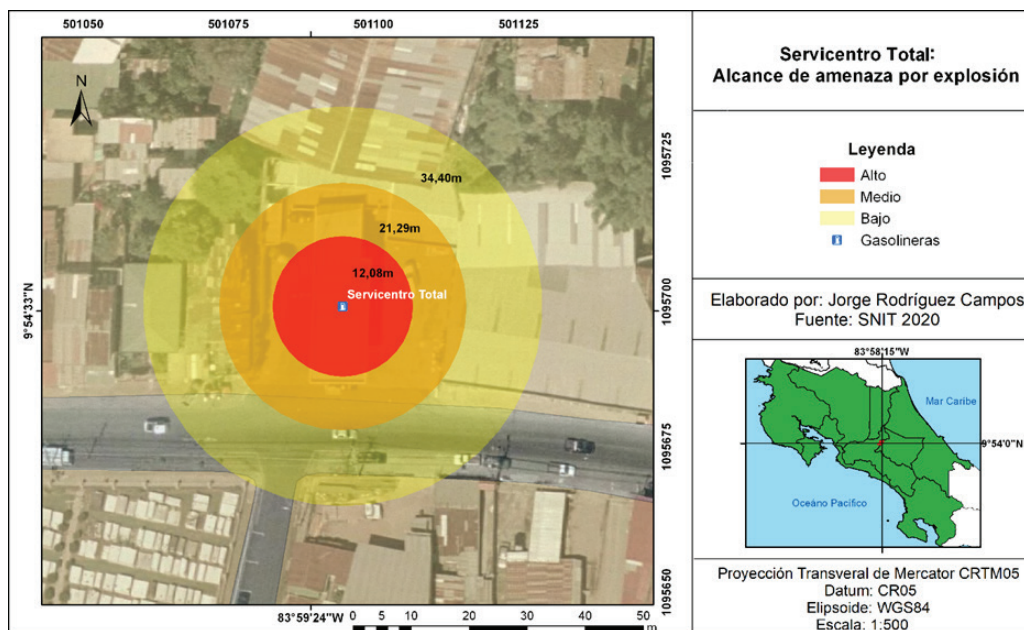 501050
501075
501100
501125
N
34,40m
21,29m
12,08m
Servicentro Total
9°54'33"N
1095725
1095700
1095675
1095650
83°59'24"W
0 5 10 20 30 40 50
m
Servicentro Total:
Alcance de amenaza por explosión
Leyenda
Alto
Medio
Bajo
Gasolineras
Elaborado por: Jorge Rodríguez Campos
Fuente: SNIT 2020
83°58'15"W
Mar Caribe
9°54'0"N
Oceáno Pacífico
Proyección Transveral de Mercator CRTM05
Datum: CR05
Elipsoide: WGS84
Escala: 1:500